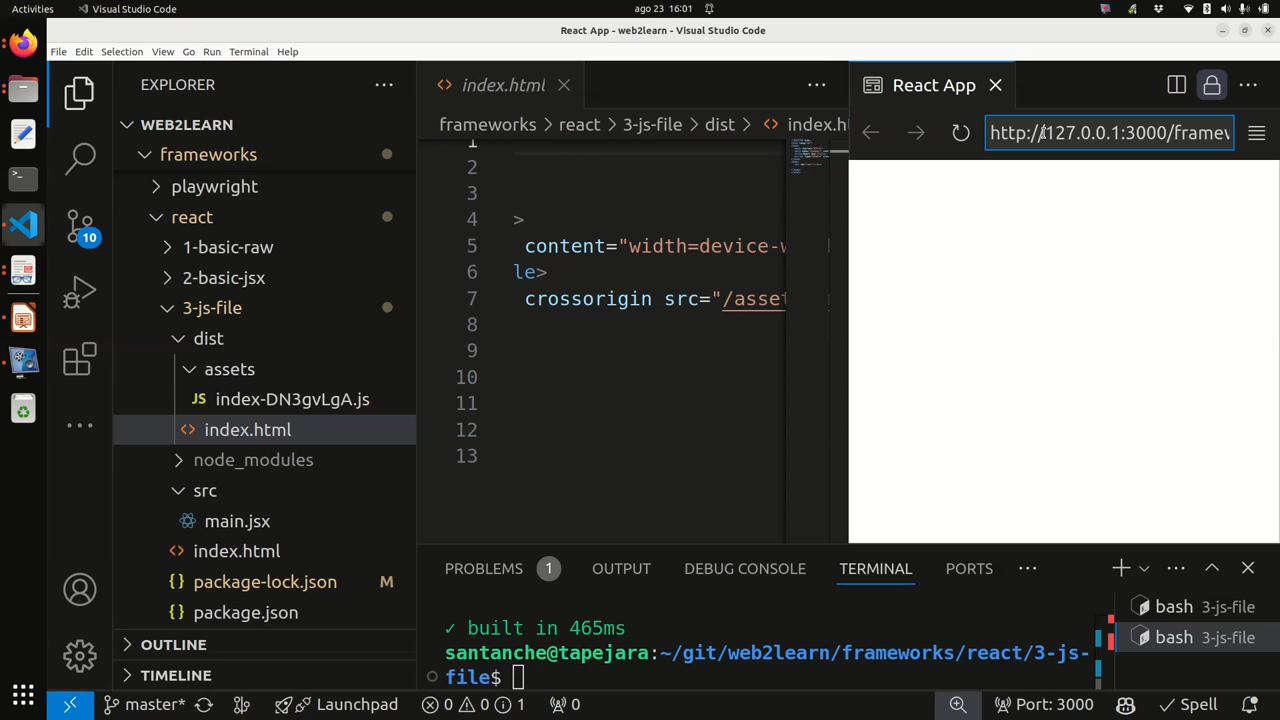 Activities
Visual Studio Code
ago 23 16:01
React App - web2learn - Visual Studio Code
File Edit Selection View Go Run Terminal Help
EXPLORER
WEB2LEARN
frameworks
playwright
react
1-basic-raw
2-basic-jsx
3-js-file
dist
assets
JS index-DN3gvLgA.js
<> index.html
node_modules
src
main.jsx
<> index.html
{} package-lock.json M
{} package.json
OUTLINE
TIMELINE
10
<> index.html
frameworks > react > 3-js-file > dist > <> index.h
1
2
3
4 >
5 content="width=device-w
6 le>
7 crossorigin src="/asset
8
9
10
11
12
13
React App
http://127.0.0.1:3000/framew
PROBLEMS 1 OUTPUT DEBUG CONSOLE TERMINAL PORTS
✓ built in 465ms
santanche@tapejara:~/git/web2learn/frameworks/react/3-js-
file$
bash 3-js-file
bash 3-js-file
master* Launchpad 0 0 1 0 Port: 3000 Spell